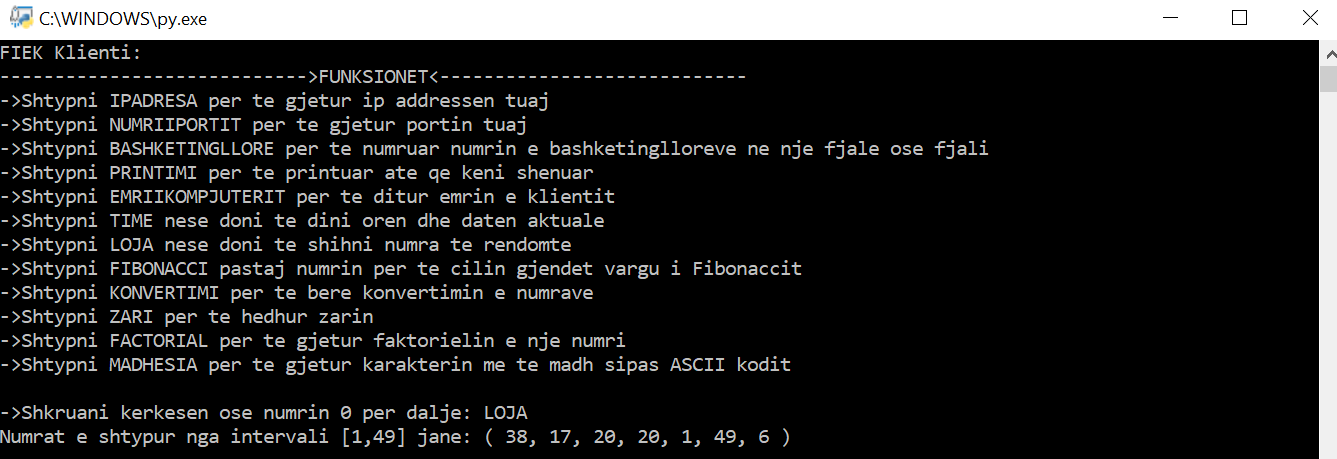 C:\WINDOWS\py.exe
FIEK Klienti:
---------------------------->FUNKSIONET<----------------------------
->Shtypni IPADRESA per te gjetur ip addressen tuaj
->Shtypni NUMRIIPORTIT per te gjetur portin tuaj
->Shtypni BASHKETINGLLORE per te numruar numrin e bashketinglloreve ne nje fjale ose fjali
->Shtypni PRINTIMI per te printuar ate qe keni shenuar
->Shtypni EMRIIKOMPJUTERIT per te ditur emrin e klientit
->Shtypni TIME nese doni te dini oren dhe daten aktuale
->Shtypni LOJA nese doni te shihni numra te rendomte
->Shtypni FIBONACCI pastaj numrin per te cilin gjendet vargu i Fibonaccit
->Shtypni KONVERTIMI per te bere konvertimin e numrave
->Shtypni ZARI per te hedhur zarin
->Shtypni FACTORIAL per te gjetur faktorielin e nje numri
->Shtypni MADHESIA per te gjetur karakterin me te madh sipas ASCII kodit
->Shkruani kerkesen ose numrin 0 per dalje: LOJA
Numrat e shtypur nga intervali [1,49] jane: ( 38, 17, 20, 20, 1, 49, 6 )